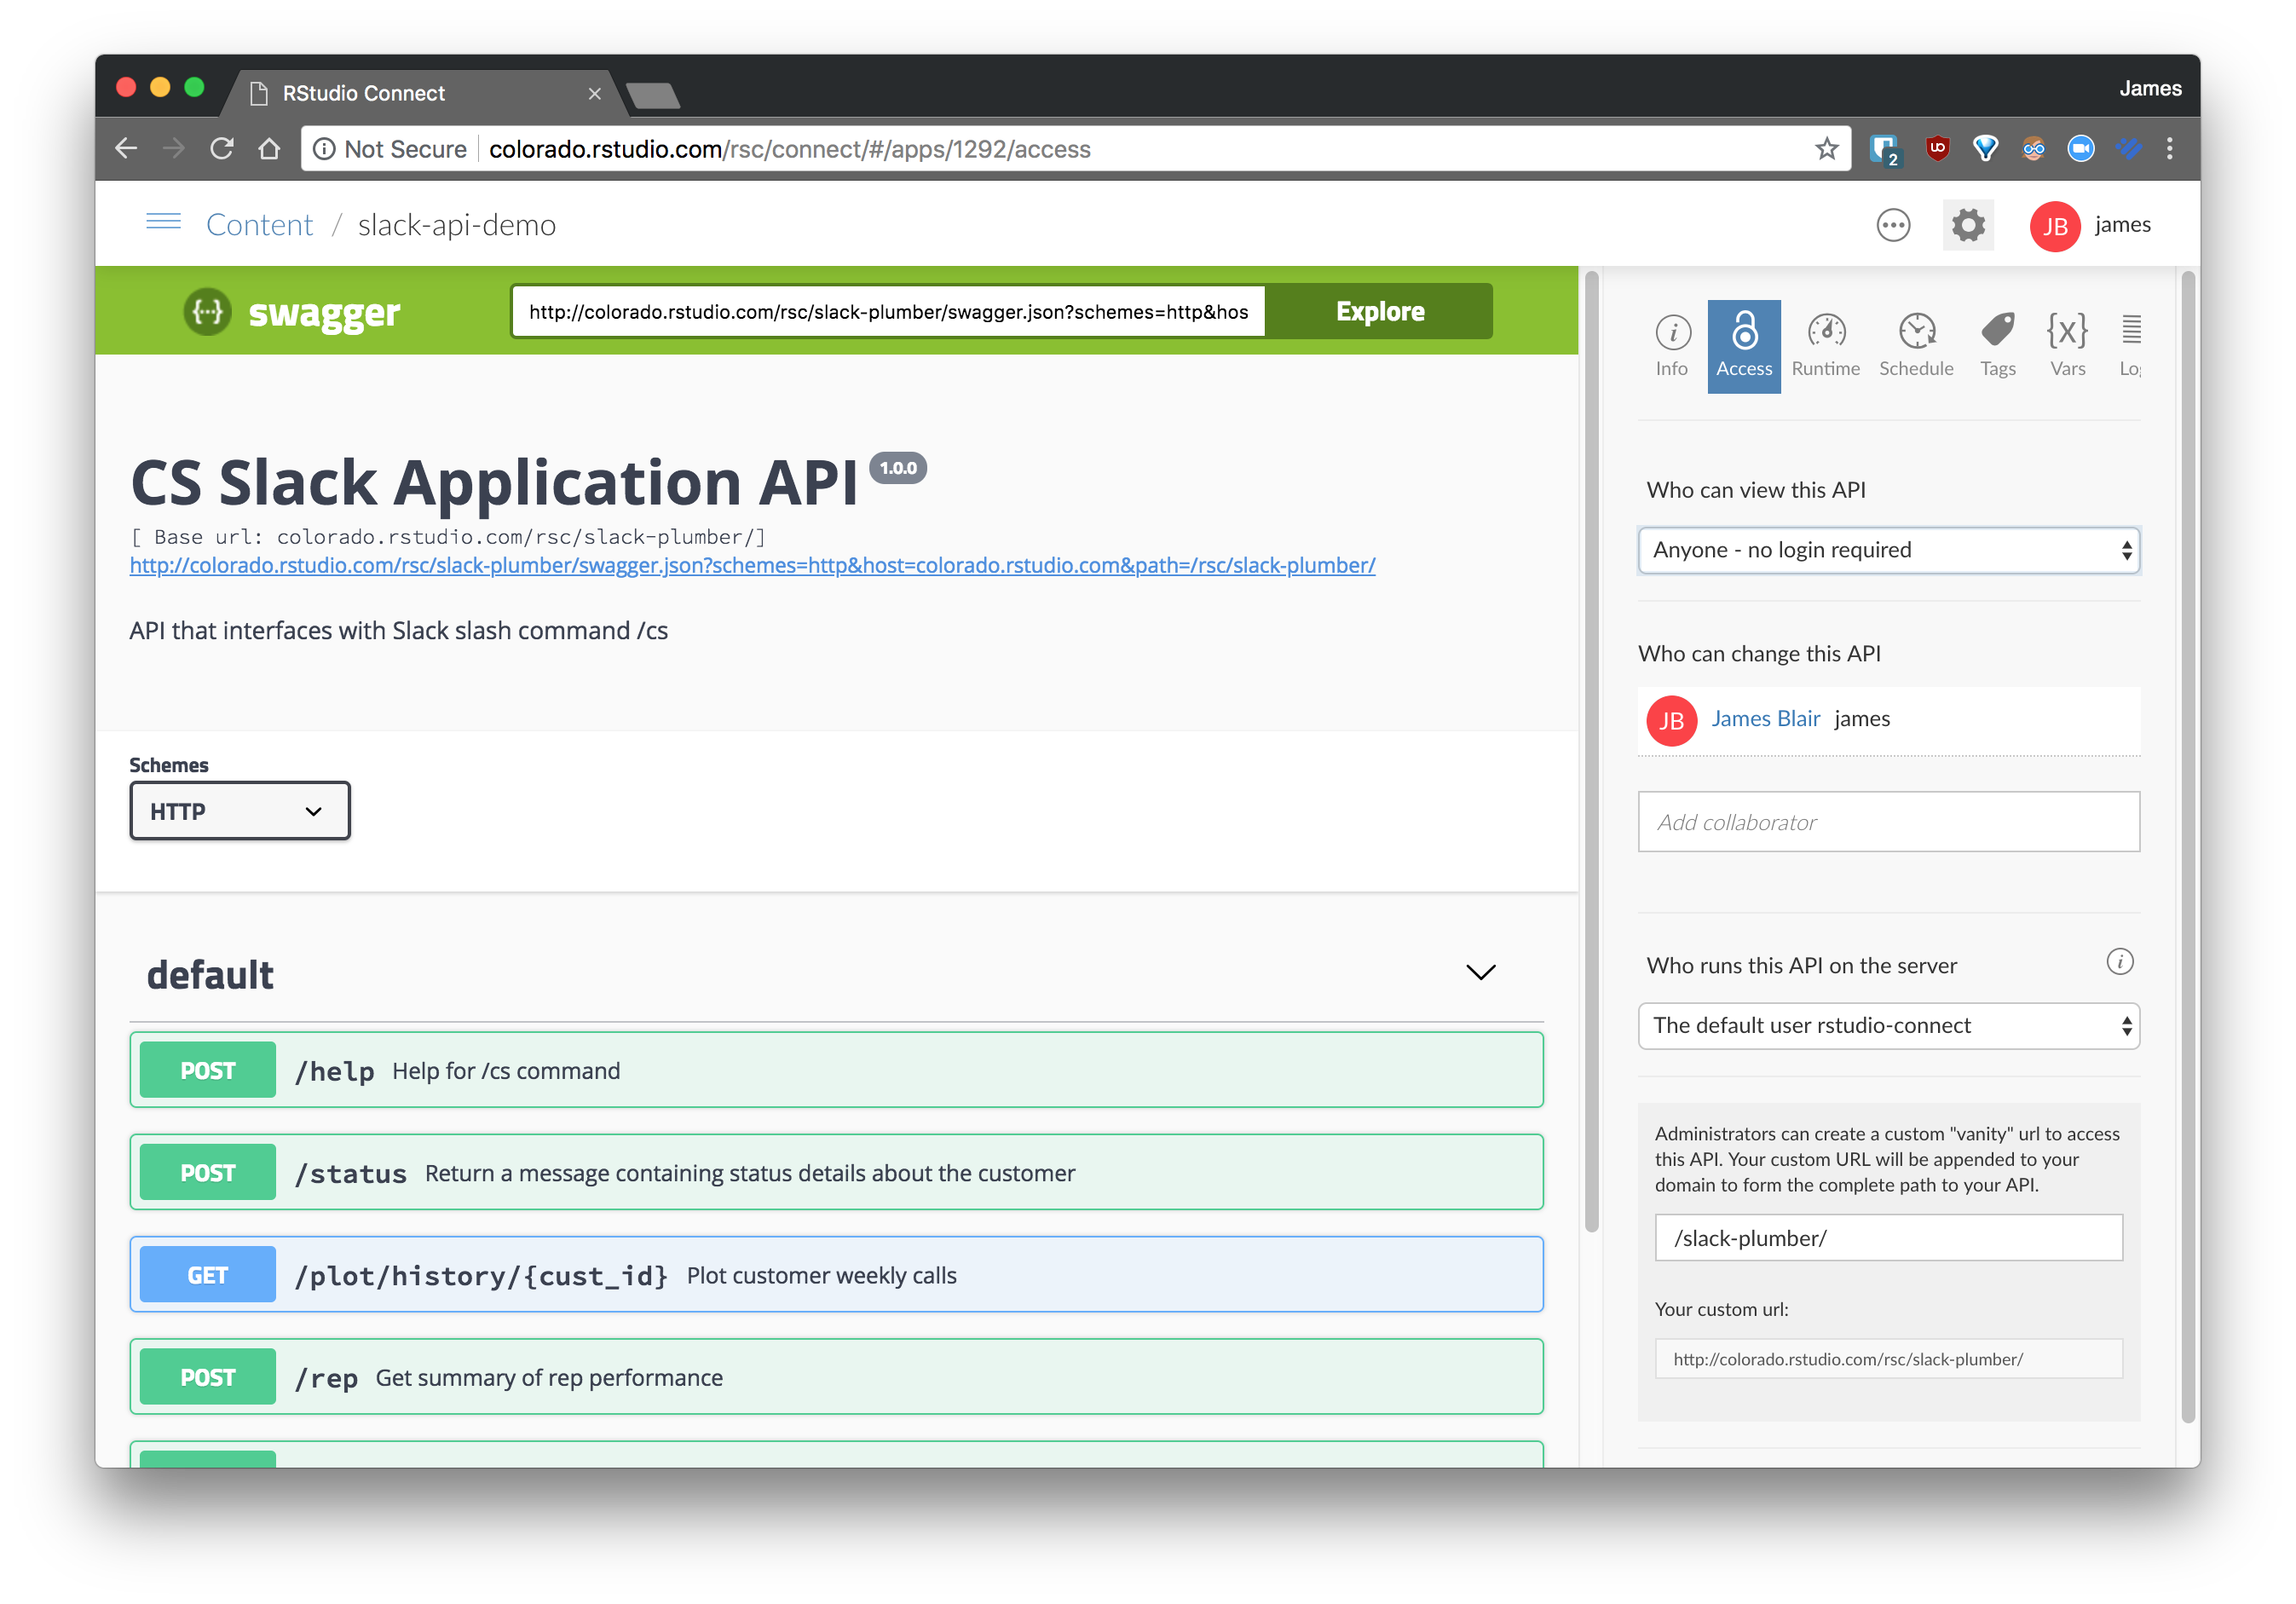 RStudio Connect
James
Not Secure colorado.rstudio.com/rsc/connect/#/apps/1292/access
2
Content / slack-api-demo
JB james
{···} swagger
http://colorado.rstudio.com/rsc/slack-plumber/swagger.json?schemes=http&hos
Explore
CS Slack Application API 1.0.0
[ Base url: colorado.rstudio.com/rsc/slack-plumber/]
http://colorado.rstudio.com/rsc/slack-plumber/swagger.json?schemes=http&host=colorado.rstudio.com&path=/rsc/slack-plumber/
API that interfaces with Slack slash command /cs
Schemes
HTTP
default
POST /help Help for /cs command
POST /status Return a message containing status details about the customer
GET /plot/history/{cust_id} Plot customer weekly calls
POST /rep Get summary of rep performance
Info Access Runtime Schedule Tags {x} Vars Log
Who can view this API
Anyone - no login required
Who can change this API
JB James Blair james
Add collaborator
Who runs this API on the server
The default user rstudio-connect
Administrators can create a custom "vanity" url to access
this API. Your custom URL will be appended to your
domain to form the complete path to your API.
/slack-plumber/
Your custom url:
http://colorado.rstudio.com/rsc/slack-plumber/